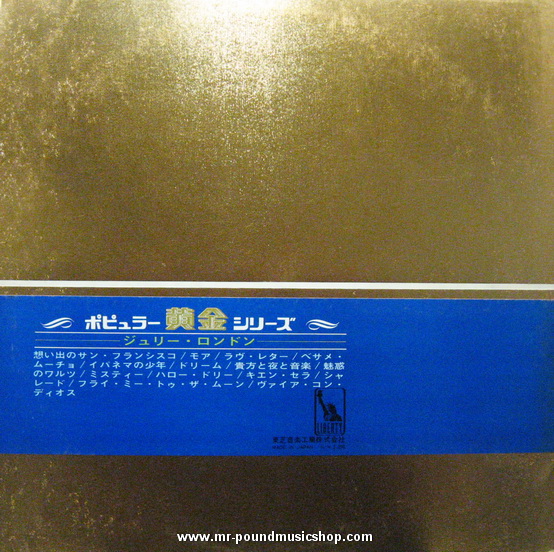 ポピュラー黄金シリーズ
ジュリー・ロンドン
想い出のサン・フランシスコ/モア/ラヴ・レター/ベサメ・
ムーチョ/イパネマの少年/ドリーム/貴方と夜と音楽/魅惑
のワルツ/ミスティー/ハロー・ドリー/キエン・セラ/シャ
レード/フライ・ミー・トゥ・ザ・ムーン/ヴァイア・コン・
ディオス
LIBERTY
東芝音楽工業株式会社
MADE IN JAPAN
www.mr-poundmusicshop.com